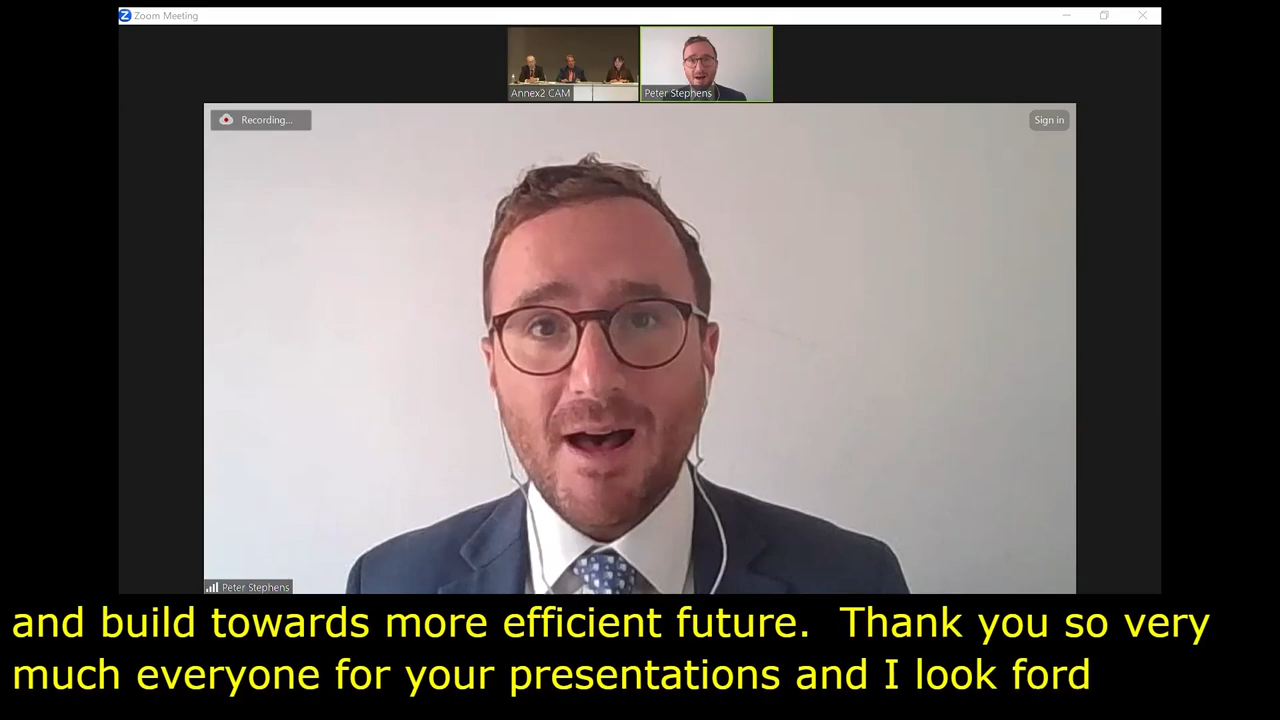 Zoom Meeting
Annex2 CAM
Peter Stephens
Recording...
Sign in
Peter Stephens
and build towards more efficient future.  Thank you so very
much everyone for your presentations and I look ford